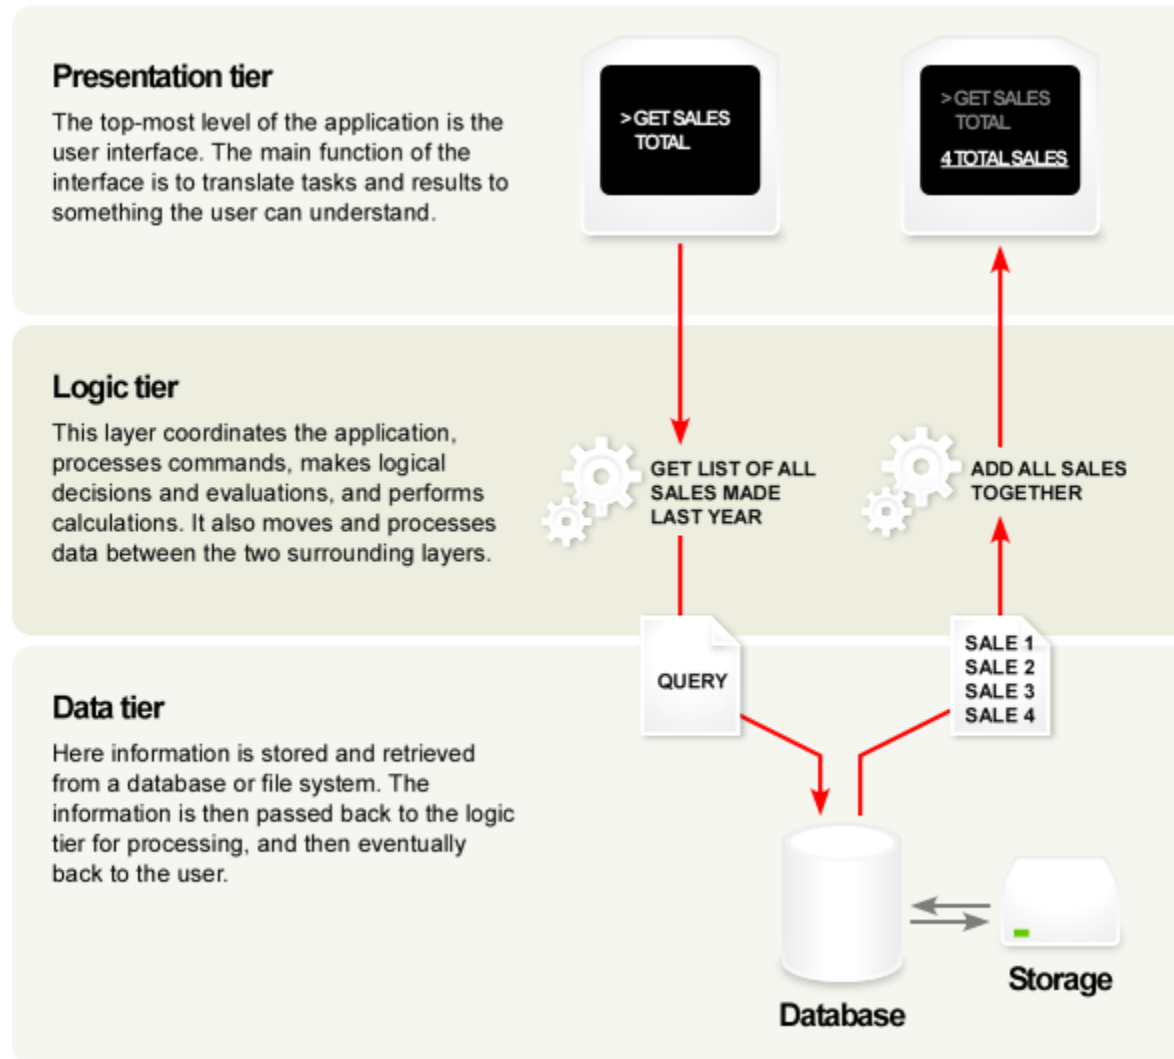 Presentation tier
The top-most level of the application is the
user interface. The main function of the
interface is to translate tasks and results to
something the user can understand.
>GET SALES
TOTAL
>GET SALES
TOTAL
4 TOTAL SALES
Logic tier
This layer coordinates the application,
processes commands, makes logical
decisions and evaluations, and performs
calculations. It also moves and processes
data between the two surrounding layers.
GET LIST OF ALL
SALES MADE
LAST YEAR
ADD ALL SALES
TOGETHER
Data tier
Here information is stored and retrieved
from a database or file system. The
information is then passed back to the logic
tier for processing, and then eventually
back to the user.
QUERY
SALE 1
SALE 2
SALE 3
SALE 4
Database
Storage